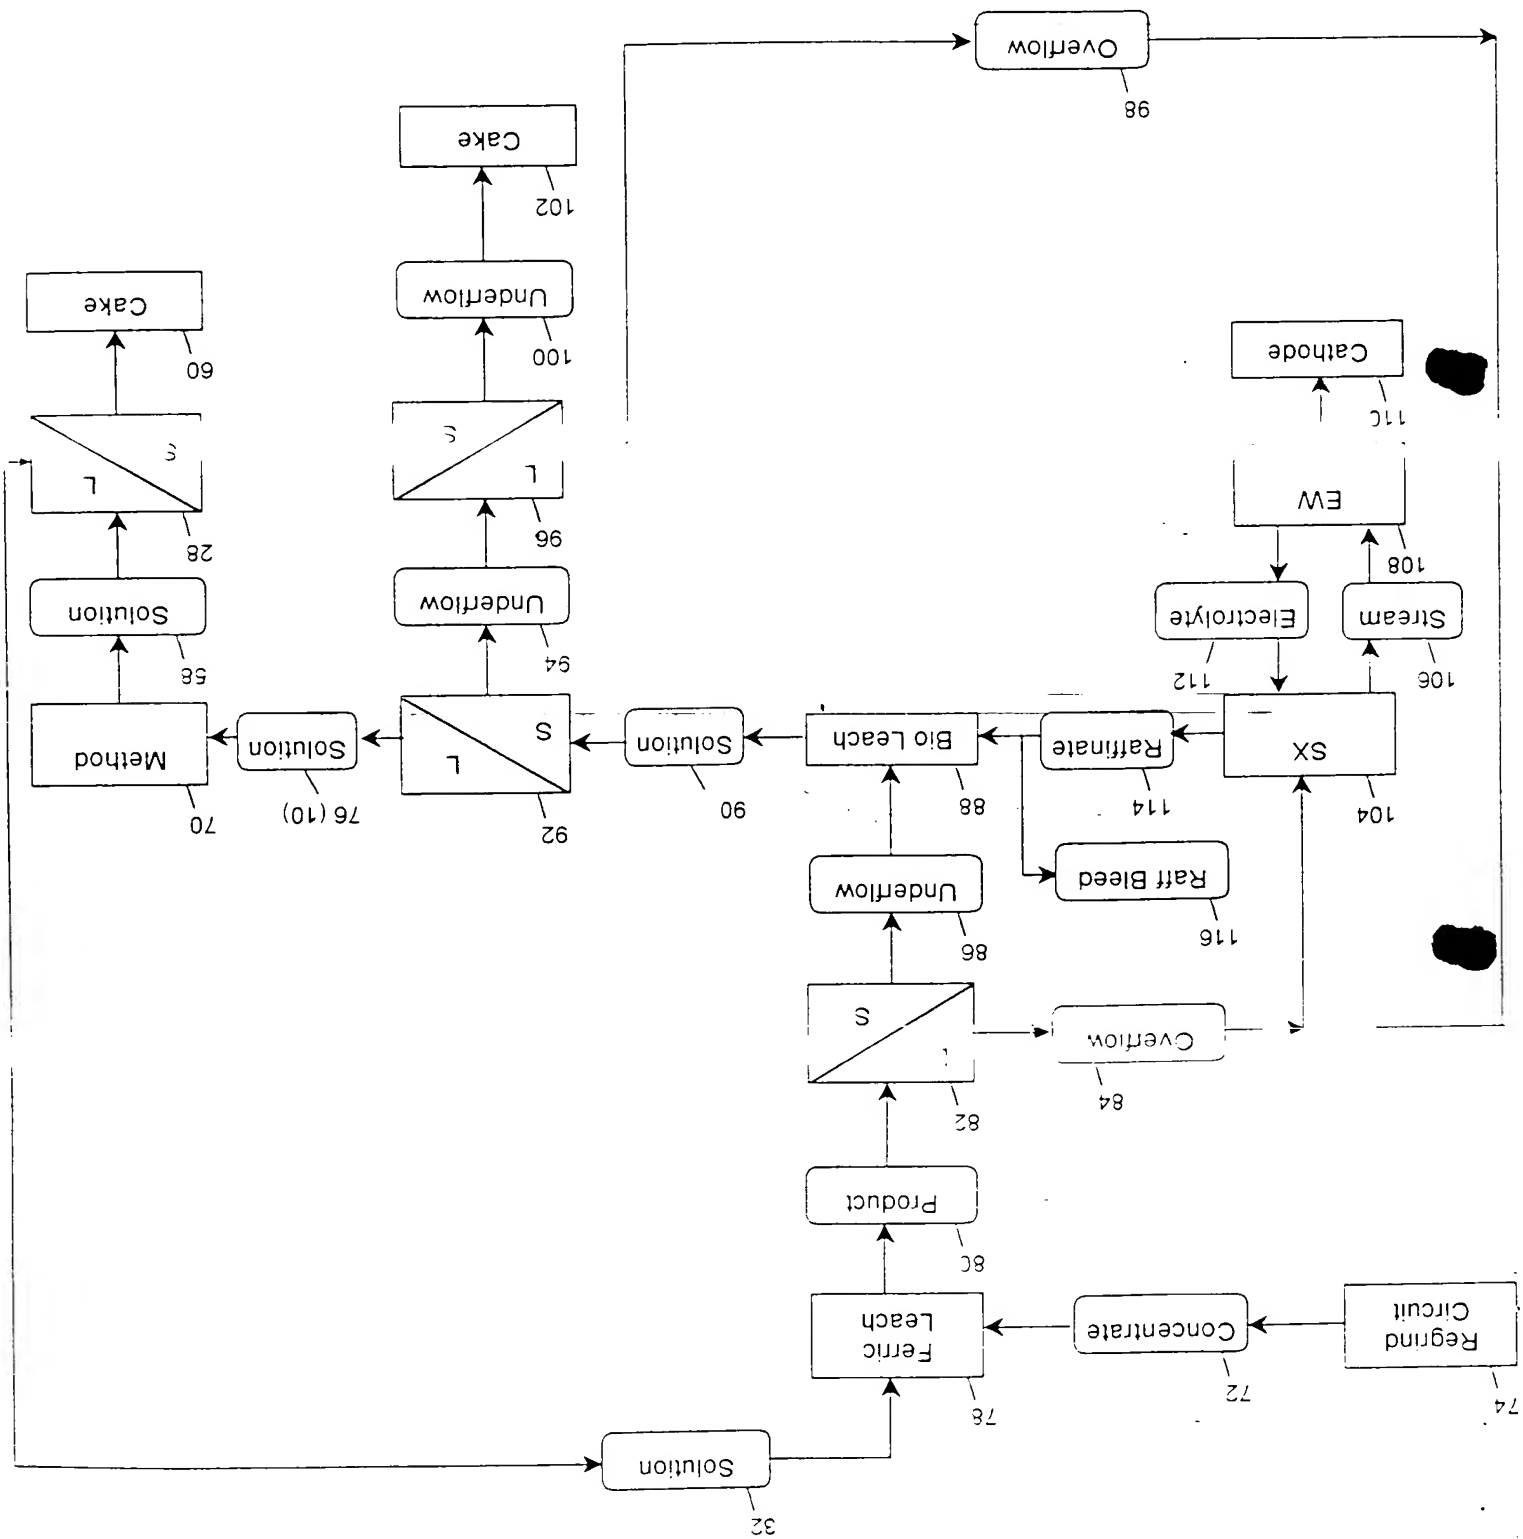 32
Solution
74
Regrind
Circuit
72
Concentrate
78
Ferric
Leach
80
Product
82
L
S
84
Overflow
116
Raff Bleed
86
Underflow
104
SX
114
Raffinate
88
Bio Leach
90
Solution
92
L
S
76 (10)
Solution
70
Method
106
Stream
112
Electrolyte
94
Underflow
58
Solution
108
EW
96
L
S
28
L
S
110
Cathode
100
Underflow
60
Cake
102
Cake
98
Overflow